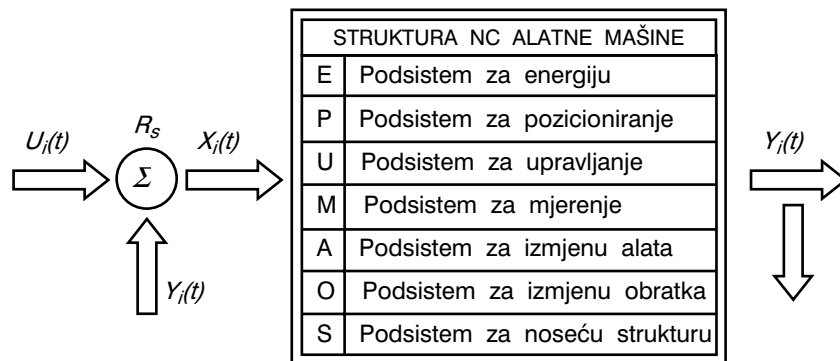 STRUKTURA NC ALATNE MAŠINE
E Podsistem za energiju
P Podsistem za pozicioniranje
U Podsistem za upravljanje
M Podsistem za mjerenje
A Podsistem za izmjenu alata
O Podsistem za izmjenu obratka
S Podsistem za noseću strukturu
U_i(t)
R_s
Σ
X_i(t)
Y_i(t)
Y_i(t)